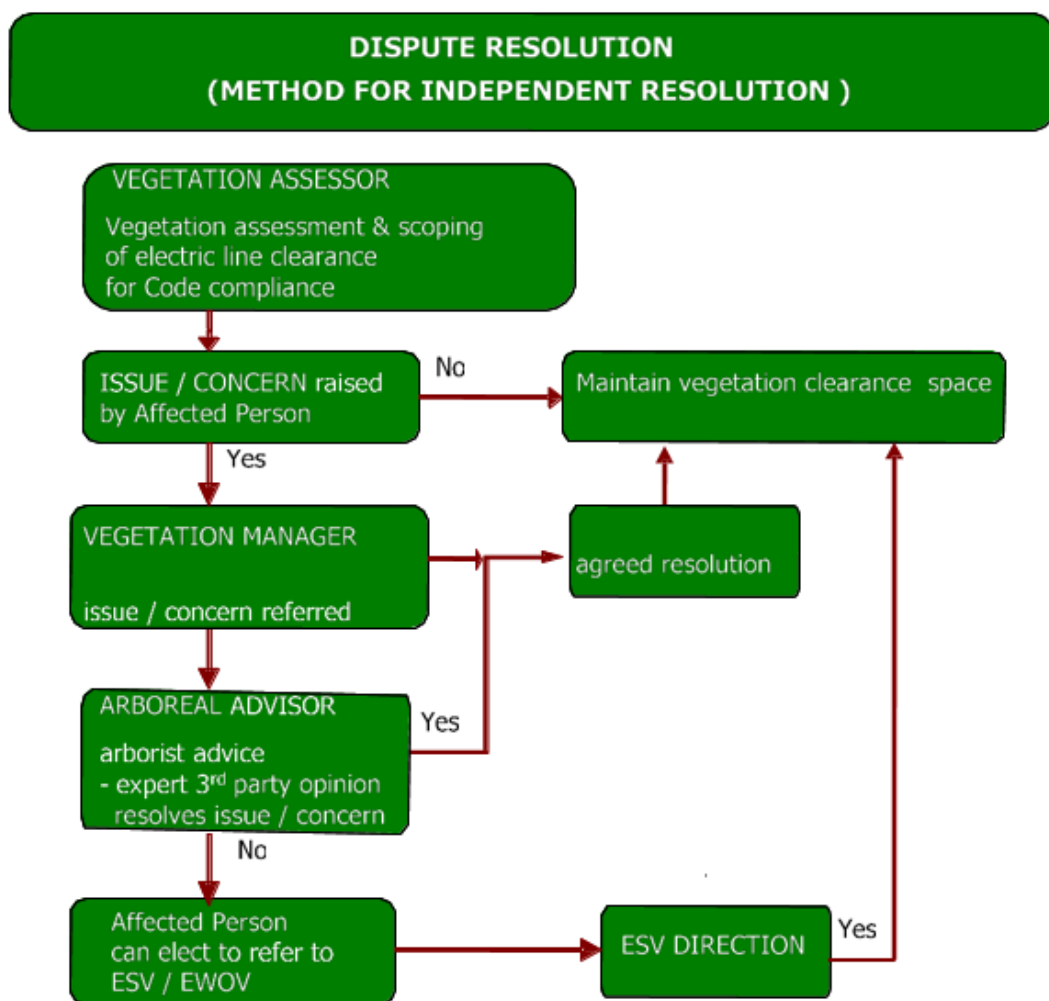 DISPUTE RESOLUTION
(METHOD FOR INDEPENDENT RESOLUTION )
VEGETATION ASSESSOR
Vegetation assessment & scoping
of electric line clearance
for Code compliance
ISSUE / CONCERN raised
by Affected Person
No
Maintain vegetation clearance space
Yes
VEGETATION MANAGER
issue / concern referred
agreed resolution
ARBOREAL ADVISOR
arborist advice
- expert 3rd party opinion
resolves issue / concern
Yes
No
Affected Person
can elect to refer to
ESV / EWOV
ESV DIRECTION
Yes